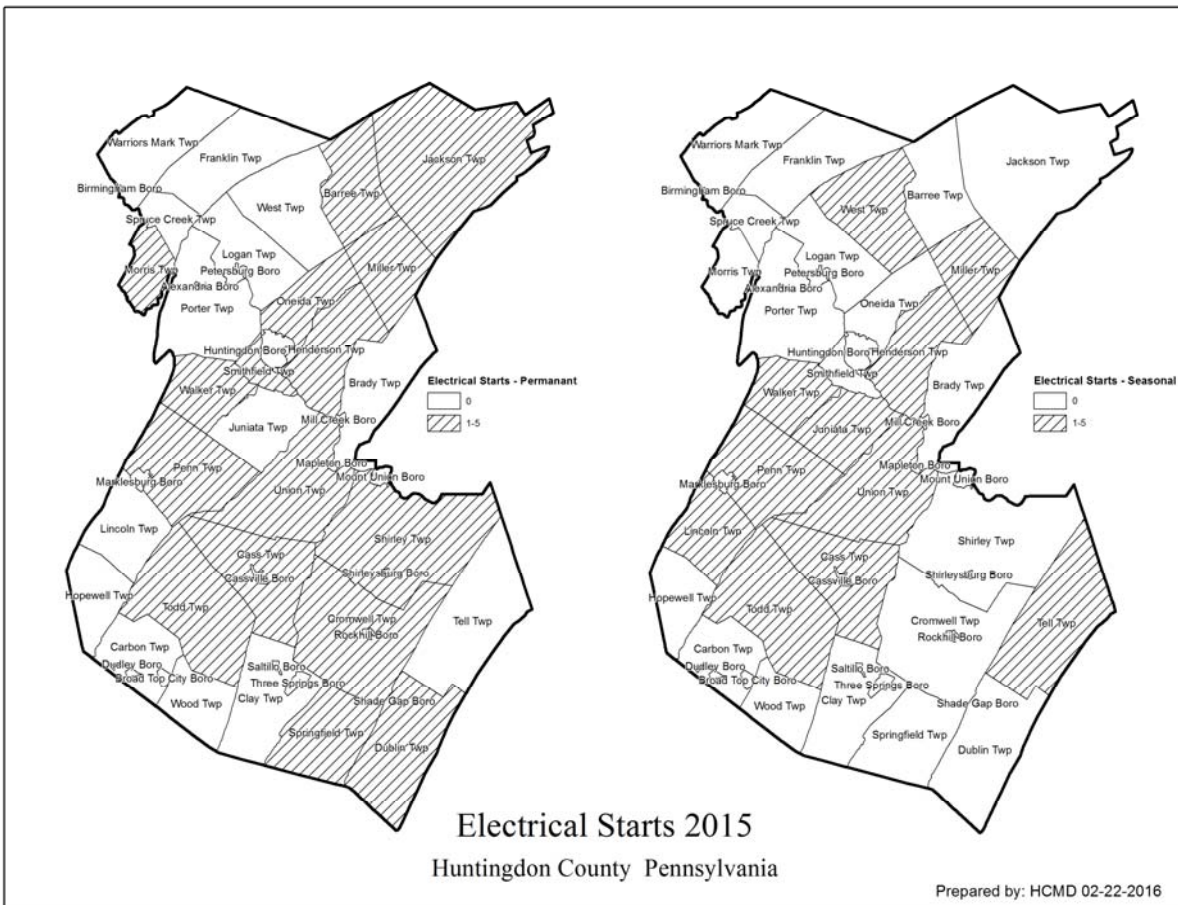 Warriors Mark Twp
Franklin Twp
Jackson Twp
Birmingham Boro
Barree Twp
West Twp
Spruce Creek Twp
Logan Twp
Morris Twp
Petersburg Boro
Miller Twp
Alexandria Boro
Oneida Twp
Porter Twp
Huntingdon Boro
Henderson Twp
Smithfield Twp
Brady Twp
Walker Twp
Mill Creek Boro
Juniata Twp
Mapleton Boro
Penn Twp
Mount Union Boro
Marklesburg Boro
Union Twp
Lincoln Twp
Shirley Twp
Cass Twp
Shirleysburg Boro
Cassville Boro
Hopewell Twp
Todd Twp
Cromwell Twp
Tell Twp
Rockhill Boro
Carbon Twp
Dudley Boro
Saltillo Boro
Broad Top City Boro
Three Springs Boro
Wood Twp
Clay Twp
Shade Gap Boro
Springfield Twp
Dublin Twp
Electrical Starts - Permanant
0
1-5
Warriors Mark Twp
Franklin Twp
Jackson Twp
Birmingham Boro
Barree Twp
West Twp
Spruce Creek Twp
Logan Twp
Morris Twp
Petersburg Boro
Miller Twp
Alexandria Boro
Oneida Twp
Porter Twp
Huntingdon Boro
Henderson Twp
Smithfield Twp
Brady Twp
Walker Twp
Mill Creek Boro
Juniata Twp
Mapleton Boro
Penn Twp
Mount Union Boro
Marklesburg Boro
Union Twp
Lincoln Twp
Shirley Twp
Cass Twp
Shirleysburg Boro
Cassville Boro
Hopewell Twp
Todd Twp
Cromwell Twp
Tell Twp
Rockhill Boro
Carbon Twp
Dudley Boro
Saltillo Boro
Broad Top City Boro
Three Springs Boro
Wood Twp
Clay Twp
Shade Gap Boro
Springfield Twp
Dublin Twp
Electrical Starts - Seasonal
0
1-5
Electrical Starts 2015
Huntingdon County Pennsylvania
Prepared by: HCMD 02-22-2016